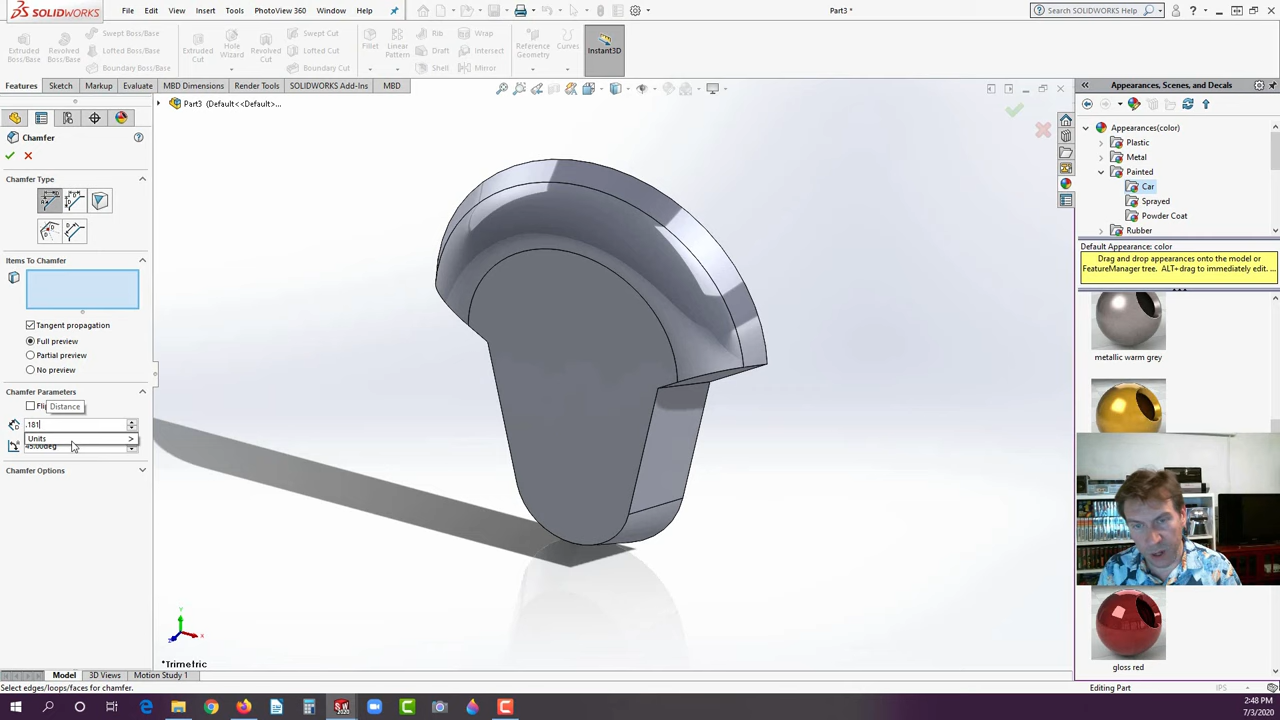 SOLIDWORKS File Edit View Insert Tools PhotoView 360 Window Help Part3 * Search SOLIDWORKS Help
Extruded Boss/Base
Revolved Boss/Base
Swept Boss/Base
Lofted Boss/Base
Boundary Boss/Base
Extruded Cut
Hole Wizard
Revolved Cut
Swept Cut
Lofted Cut
Boundary Cut
Fillet
Linear Pattern
Rib
Draft
Shell
Wrap
Intersect
Mirror
Reference Geometry
Curves
Instant3D
Features Sketch Markup Evaluate MBD Dimensions Render Tools SOLIDWORKS Add-Ins MBD
Part3 (Default<<Default>...
Chamfer
Chamfer Type
Items To Chamfer
Tangent propagation
Full preview
Partial preview
No preview
Chamfer Parameters
Distance
.181
Units >
45.00deg
Chamfer Options
*Trimetric
Y
X
Z
Appearances, Scenes, and Decals
Appearances(color)
Plastic
Metal
Painted
Car
Sprayed
Powder Coat
Rubber
Default Appearance: color
Drag and drop appearances onto the model or
FeatureManager tree. ALT+drag to immediately edit. ...
metallic warm grey
gloss red
Model 3D Views Motion Study 1
Select edges/loops/faces for chamfer.
Editing Part
IPS
2:48 PM
7/3/2020